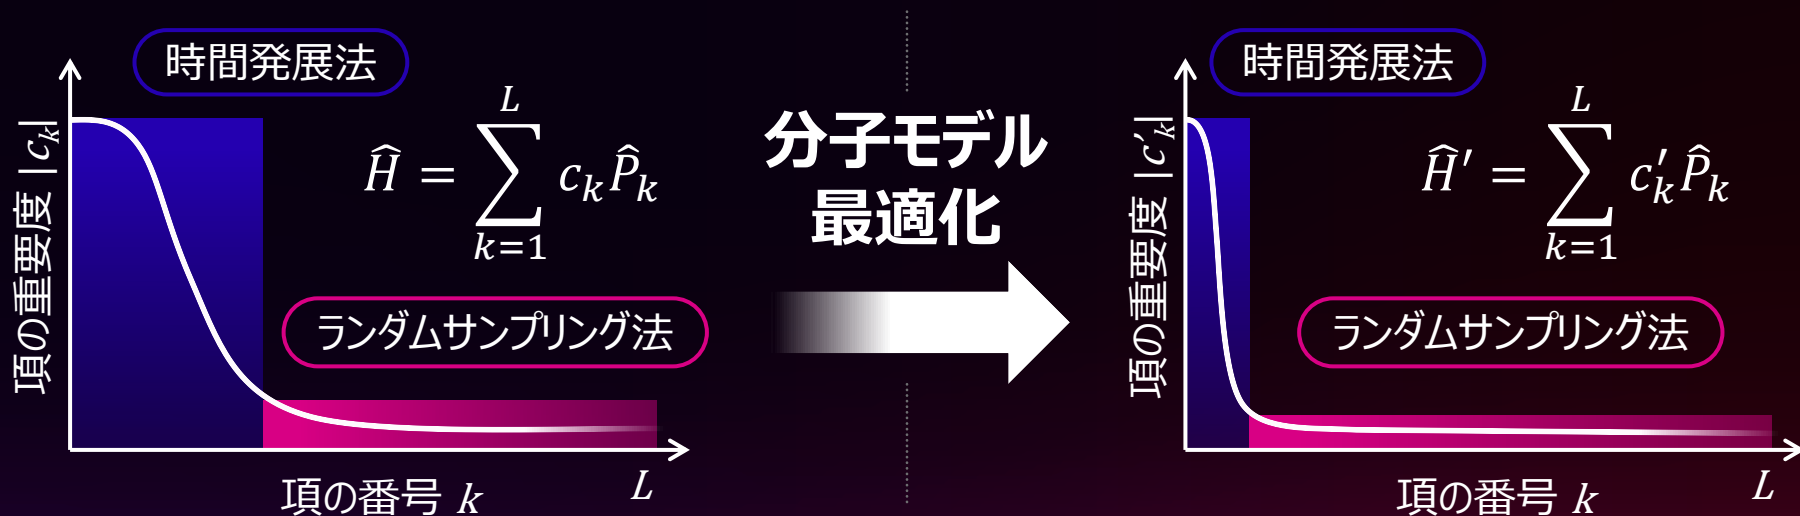 時間発展法
項の重要度 |c_k|
Ĥ = ∑_{k=1}^{L} c_k P̂_k
ランダムサンプリング法
項の番号 k
L
分子モデル
最適化
時間発展法
項の重要度 |c'_k|
Ĥ′ = ∑_{k=1}^{L} c′_k P̂_k
ランダムサンプリング法
項の番号 k
L